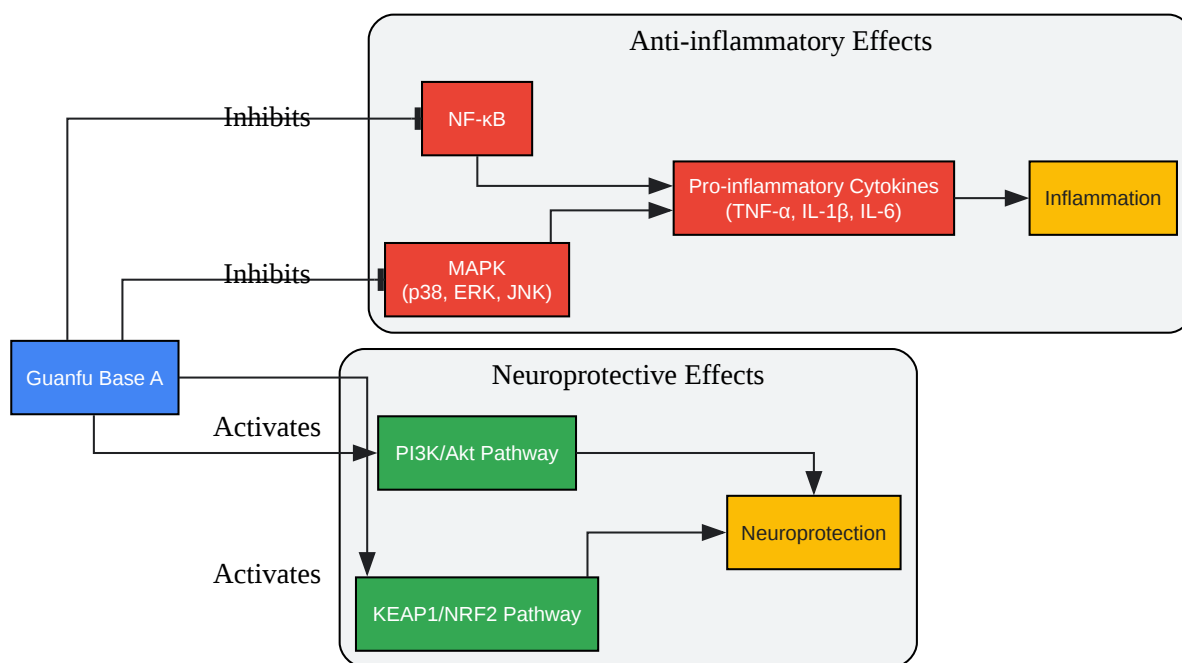 Anti-inflammatory Effects
Inhibits
NF-κB
Pro-inflammatory Cytokines
(TNF-α, IL-1β, IL-6)
Inflammation
Inhibits
MAPK
(p38, ERK, JNK)
Guanfu Base A
Neuroprotective Effects
Activates
PI3K/Akt Pathway
Neuroprotection
Activates
KEAP1/NRF2 Pathway